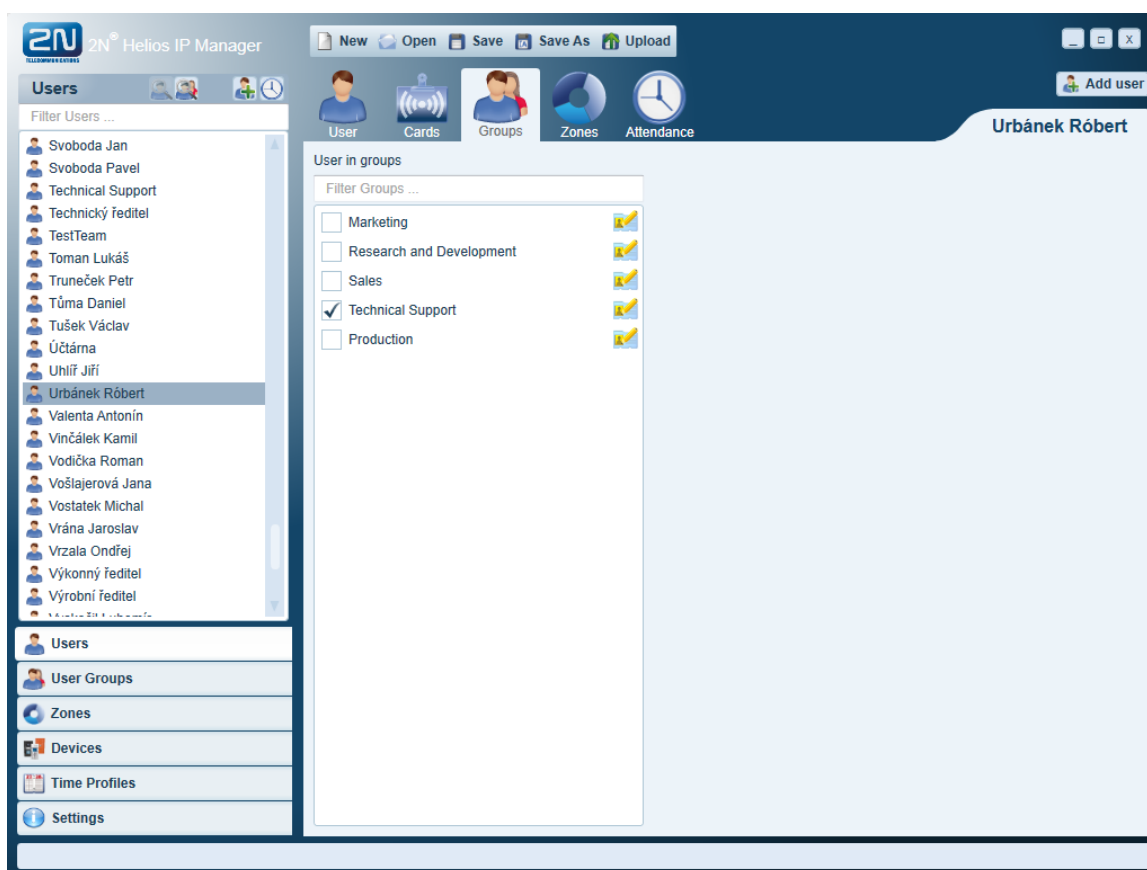 2N
TELECOMMUNICATIONS
2N® Helios IP Manager
New Open Save Save As Upload
_ □ X
Users
Filter Users ...
Svoboda Jan
Svoboda Pavel
Technical Support
Technický ředitel
TestTeam
Toman Lukáš
Truneček Petr
Tůma Daniel
Tušek Václav
Účtárna
Uhlíř Jiří
Urbánek Róbert
Valenta Antonín
Vinčálek Kamil
Vodička Roman
Vošlajerová Jana
Vostatek Michal
Vrána Jaroslav
Vrzala Ondřej
Výkonný ředitel
Výrobní ředitel
Users
User Groups
Zones
Devices
Time Profiles
Settings
User Cards Groups Zones Attendance
Add user
Urbánek Róbert
User in groups
Filter Groups ...
Marketing
Research and Development
Sales
Technical Support
Production